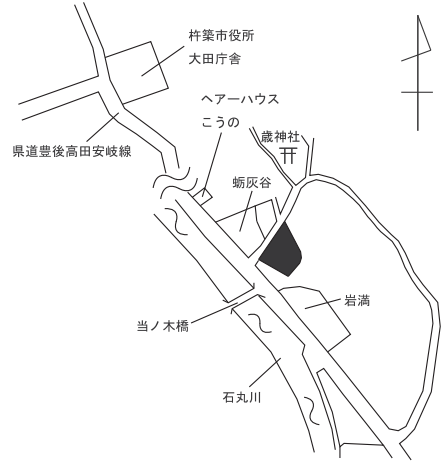 杵築市役所
大田庁舎
ヘアーハウス
こうの
歳神社
県道豊後高田安岐線
蛎灰谷
岩満
当ノ木橋
石丸川